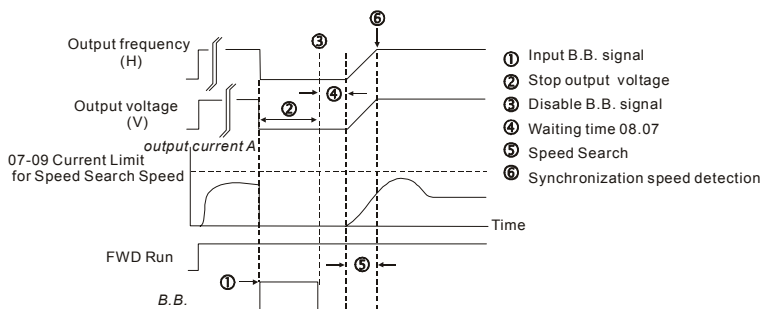 ⑥
Output frequency
(H)
③
① Input B.B. signal
② Stop output voltage
③ Disable B.B. signal
④ Waiting time 08.07
⑤ Speed Search
⑥ Synchronization speed detection
④
Output voltage
(V)
②
output current A
07-09 Current Limit
for Speed Search Speed
Time
FWD Run
⑤
①
B.B.